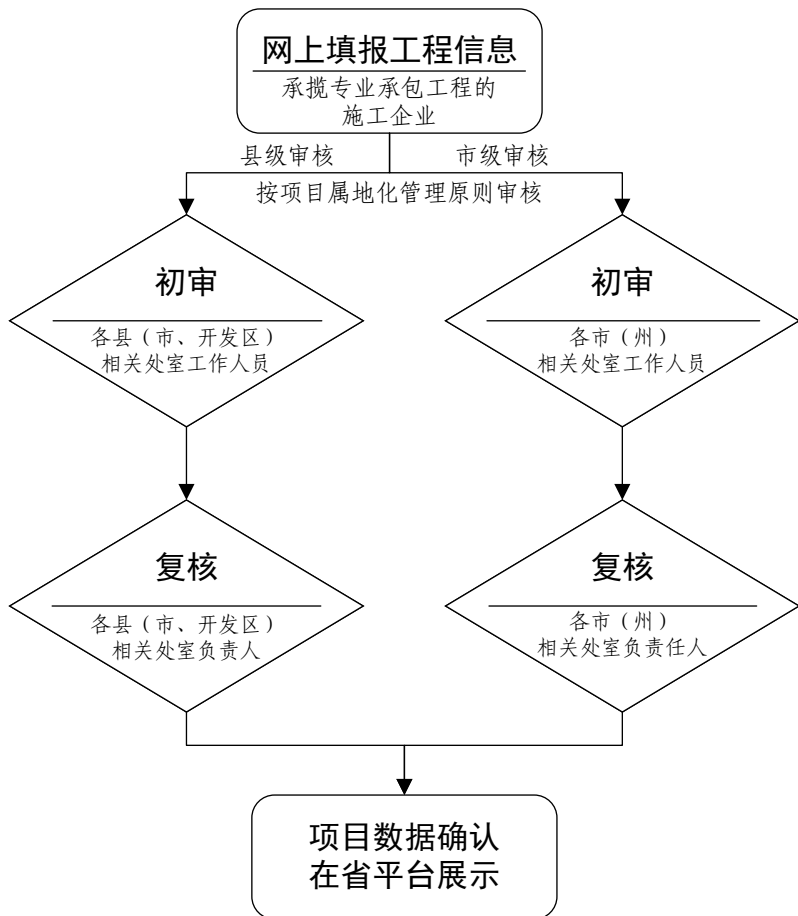 网上填报工程信息
承揽专业承包工程的
施工企业
县级审核
市级审核
按项目属地化管理原则审核
初审
各县（市、开发区）
相关处室工作人员
初审
各市（州）
相关处室工作人员
复核
各县（市、开发区）
相关处室负责人
复核
各市（州）
相关处室负责任人
项目数据确认
在省平台展示